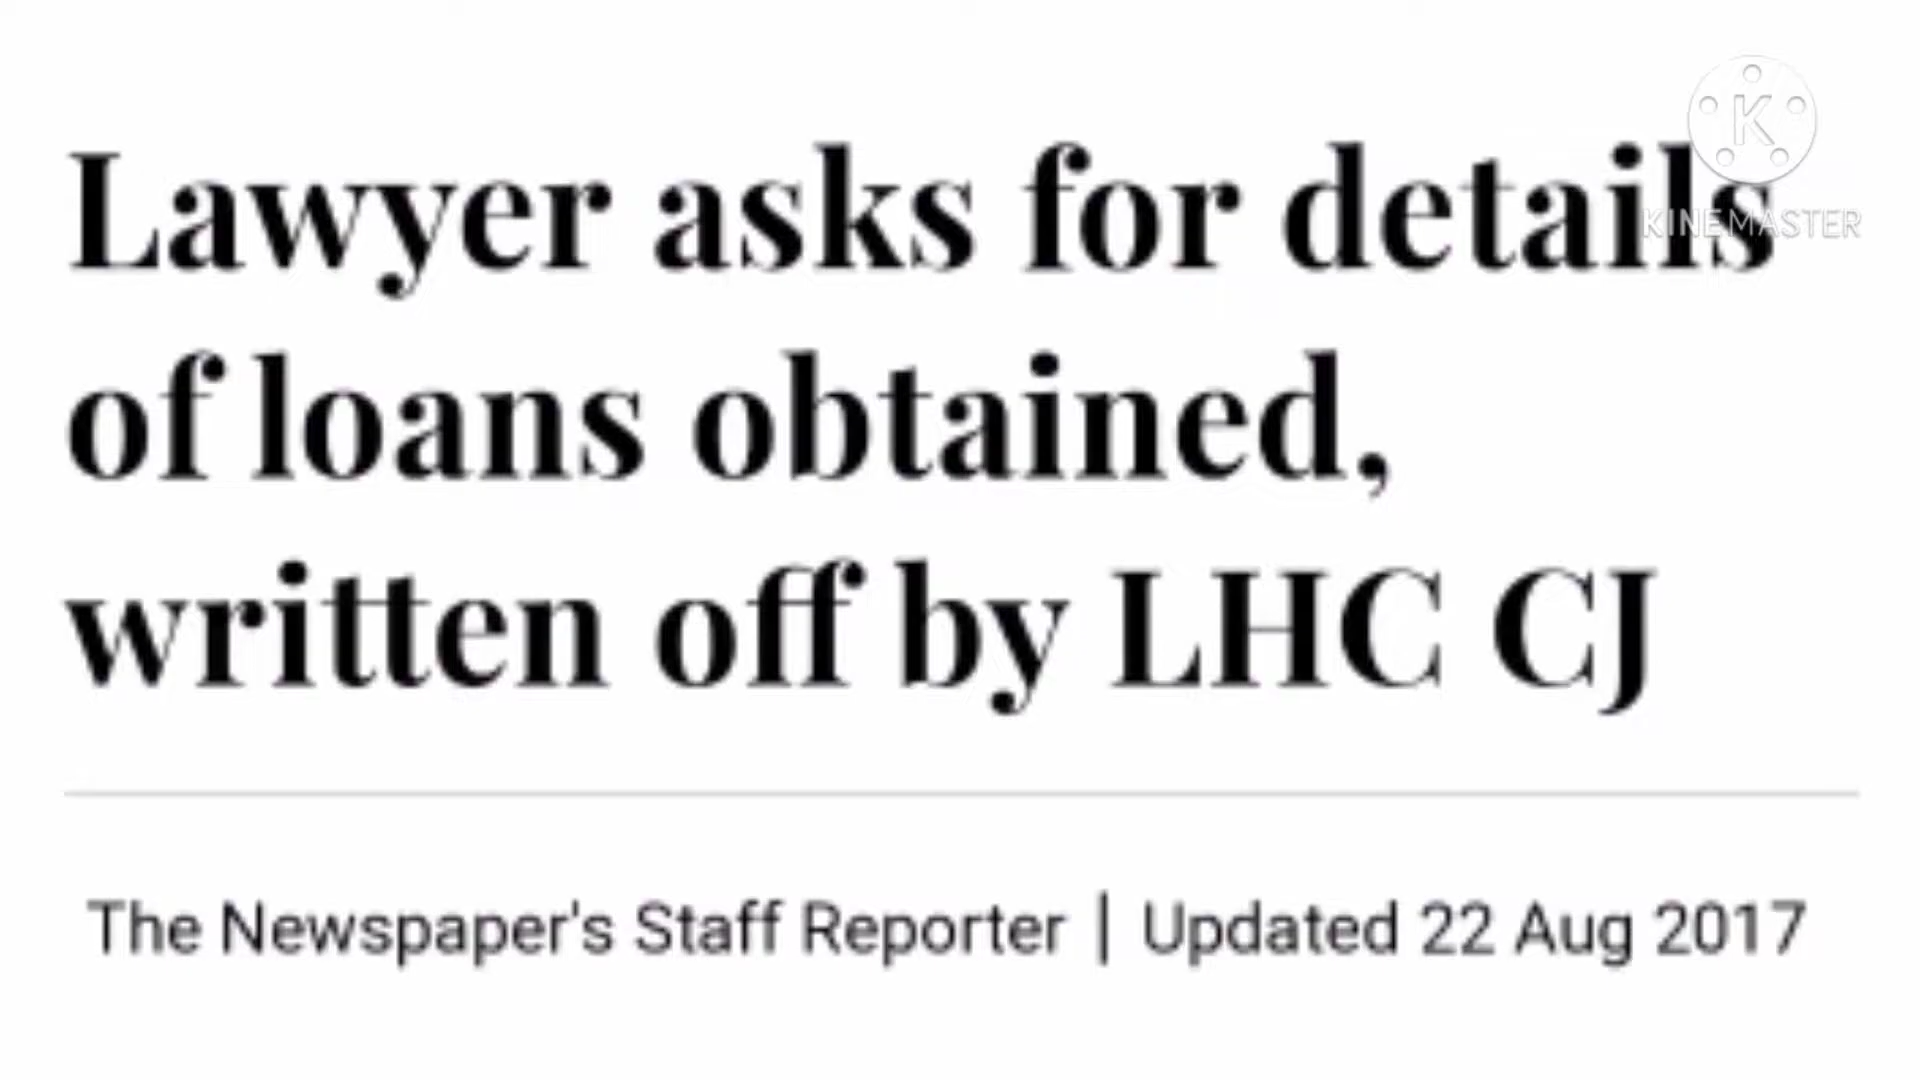 K
KINEMASTER
Lawyer asks for details
of loans obtained,
written off by LHC CJ
The Newspaper's Staff Reporter | Updated 22 Aug 2017